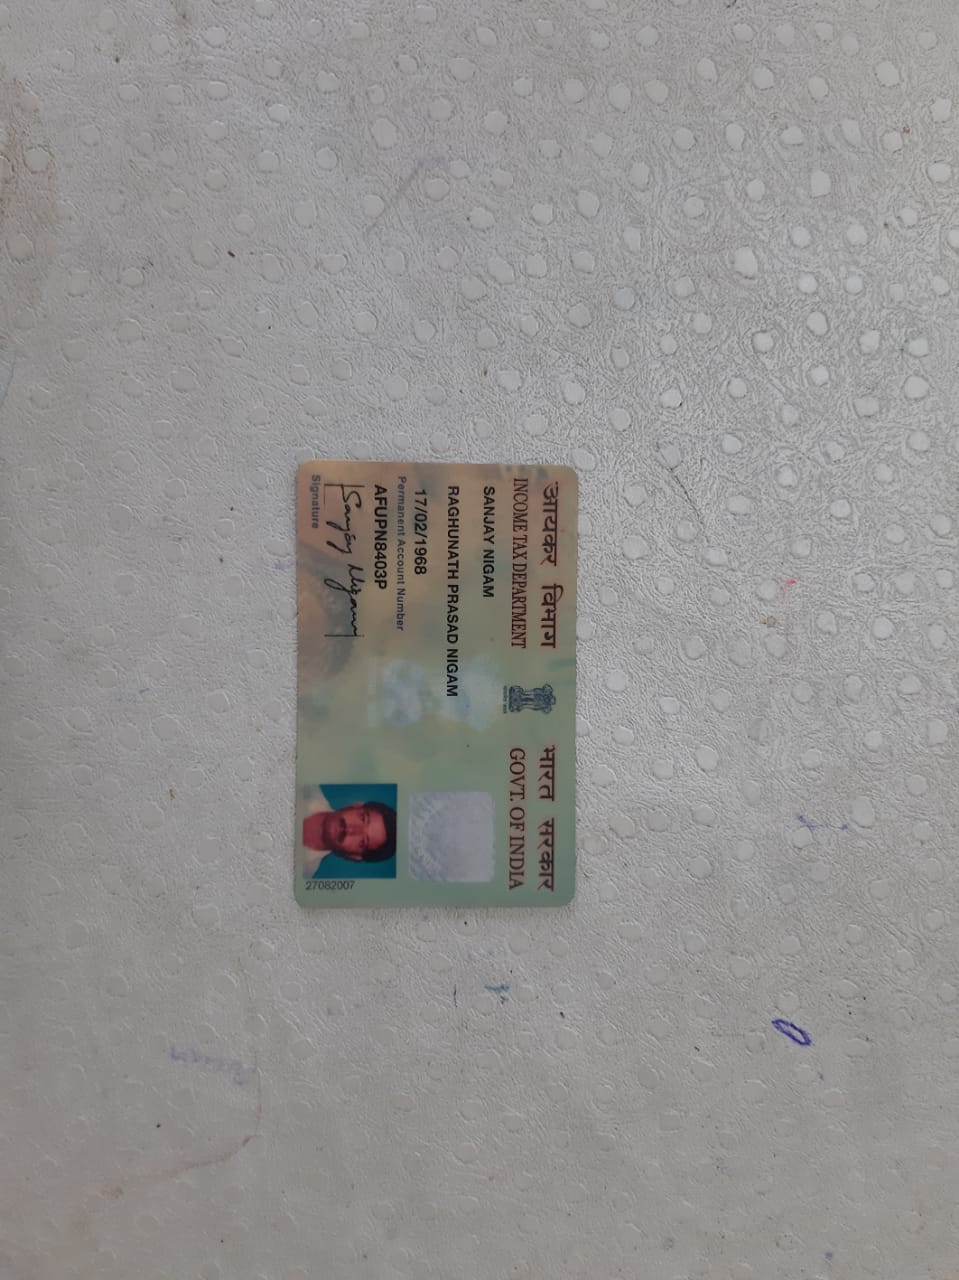 आयकर विभाग भारत सरकार
INCOME TAX DEPARTMENT GOVT. OF INDIA
SANJAY NIGAM
RAGHUNATH PRASAD NIGAM
17/02/1968
Permanent Account Number
AFUPN8403P
Sanjay Nigam
Signature
27082007